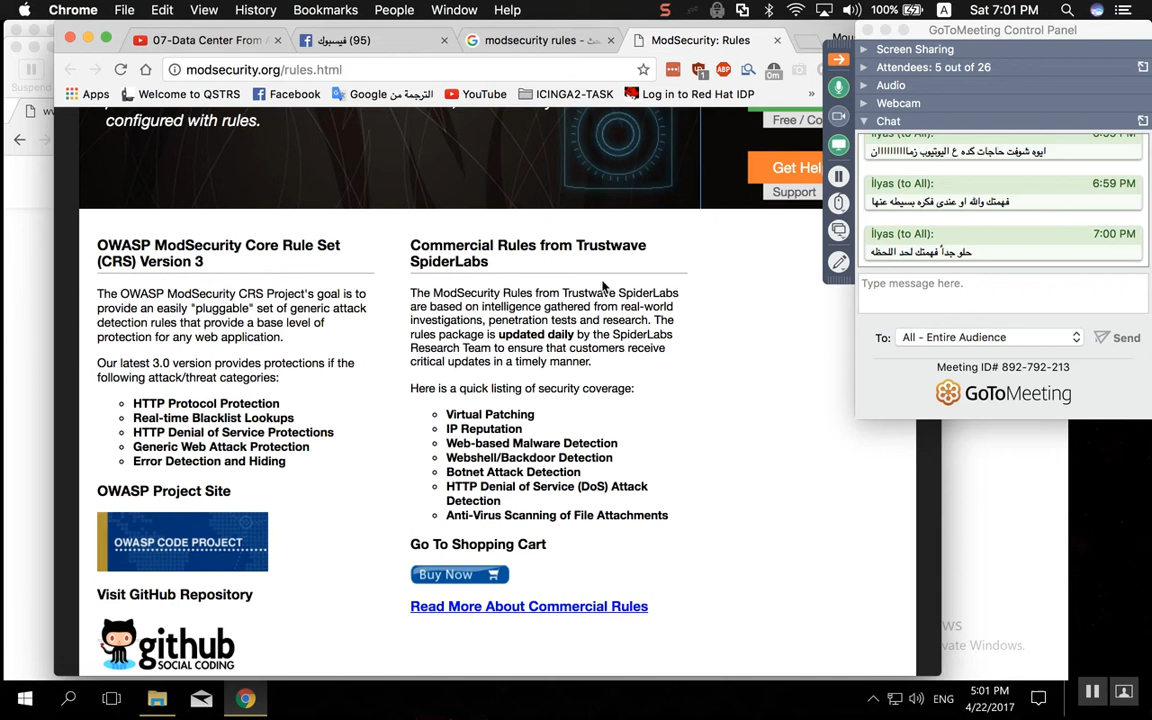 Chrome File Edit View History Bookmarks People Window Help
100% A Sat 7:01 PM
07-Data Center From
(95) فيسبوك
modsecurity rules -
ModSecurity: Rules
modsecurity.org/rules.html
1
ABP
0m
Apps Welcome to QSTRS Facebook الترجمة من Google YouTube ICINGA2-TASK Log in to Red Hat IDP »
Suspend
configured with rules.
Free / Co
Get Hel
Support
OWASP ModSecurity Core Rule Set
(CRS) Version 3
The OWASP ModSecurity CRS Project's goal is to
provide an easily "pluggable" set of generic attack
detection rules that provide a base level of
protection for any web application.
Our latest 3.0 version provides protections if the
following attack/threat categories:
HTTP Protocol Protection
Real-time Blacklist Lookups
HTTP Denial of Service Protections
Generic Web Attack Protection
Error Detection and Hiding
OWASP Project Site
OWASP CODE PROJECT
Visit GitHub Repository
github
SOCIAL CODING
Commercial Rules from Trustwave
SpiderLabs
The ModSecurity Rules from Trustwave SpiderLabs
are based on intelligence gathered from real-world
investigations, penetration tests and research. The
rules package is updated daily by the SpiderLabs
Research Team to ensure that customers receive
critical updates in a timely manner.
Here is a quick listing of security coverage:
Virtual Patching
IP Reputation
Web-based Malware Detection
Webshell/Backdoor Detection
Botnet Attack Detection
HTTP Denial of Service (DoS) Attack
Detection
Anti-Virus Scanning of File Attachments
Go To Shopping Cart
Buy Now
Read More About Commercial Rules
GoToMeeting Control Panel
Screen Sharing
Attendees: 5 out of 26
Audio
Webcam
Chat
İlyas (to All):
ايوه شوفت حاجات كده ع اليوتيوب زماااااااااان
İlyas (to All): 6:59 PM
فهمتك والله او عندى فكره بسيطه عنها
İlyas (to All): 7:00 PM
حلو جداً فهمتك لحد اللحظه
Type message here.
To: All - Entire Audience Send
Meeting ID# 892-792-213
GoToMeeting
vate Windows.
ENG
5:01 PM
4/22/2017